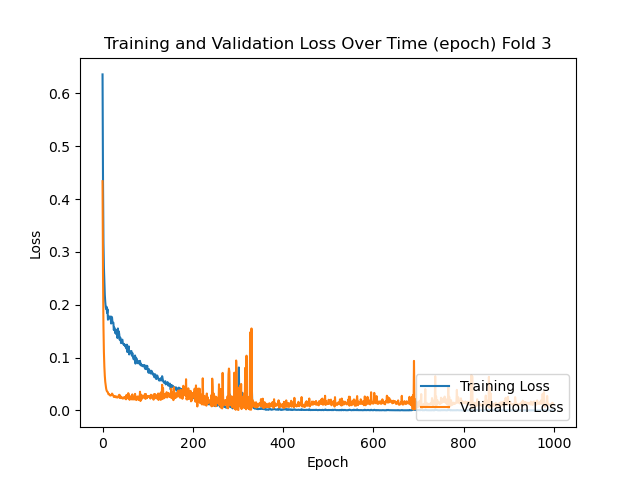 Training and Validation Loss Over Time (epoch) Fold 3
0.6
0.5
0.4
0.3
0.2
0.1
0.0
Loss
Training Loss
Validation Loss
0 200 400 600 800 1000
Epoch